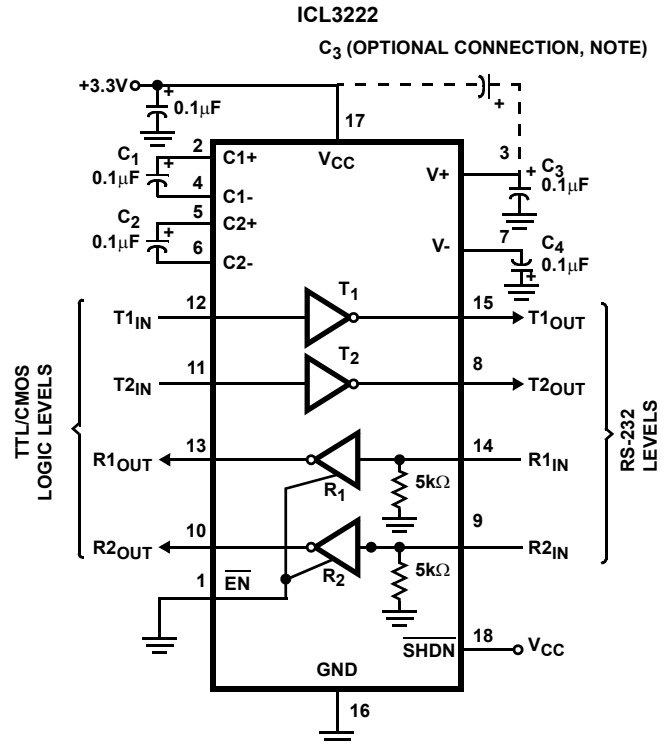 ICL3222
C3 (OPTIONAL CONNECTION, NOTE)
+3.3V
+
0.1μF
17
+
2
C1+
VCC
3
C1
0.1μF
+
4
C1-
V+
+
C3
0.1μF
C2
0.1μF
+
5
C2+
6
C2-
V-
7
C4
0.1μF
+
T1IN
12
T1
15
T1OUT
T2IN
11
T2
8
T2OUT
TTL/CMOS
LOGIC LEVELS
RS-232
LEVELS
R1OUT
13
R1
14
R1IN
5kΩ
R2OUT
10
R2
9
R2IN
5kΩ
1
EN
SHDN
18
VCC
GND
16